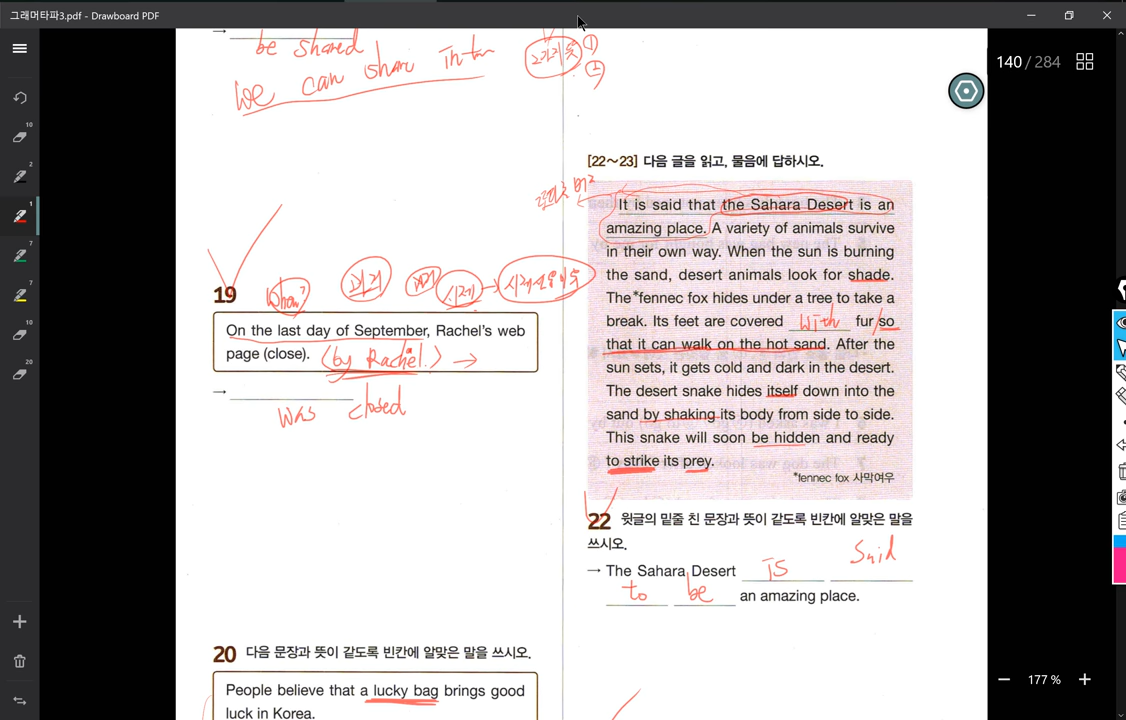 그래머타파3.pdf - Drawboard PDF
140 / 284
be shared
we can share
[22~23] 다음 글을 읽고, 물음에 답하시오.
It is said that the Sahara Desert is an
amazing place. A variety of animals survive
in their own way. When the sun is burning
the sand, desert animals look for shade.
The *fennec fox hides under a tree to take a
break. Its feet are covered with fur so
that it can walk on the hot sand. After the
sun sets, it gets cold and dark in the desert.
The desert snake hides itself down into the
sand by shaking its body from side to side.
This snake will soon be hidden and ready
to strike its prey.
*fennec fox 사막여우
19
On the last day of September, Rachel's web
page (close). (by Rachel.) →
→
was closed
22 윗글의 밑줄 친 문장과 뜻이 같도록 빈칸에 알맞은 말을
쓰시오.
→ The Sahara Desert is said
to be an amazing place.
20 다음 문장과 뜻이 같도록 빈칸에 알맞은 말을 쓰시오.
People believe that a lucky bag brings good
luck in Korea.
177 %